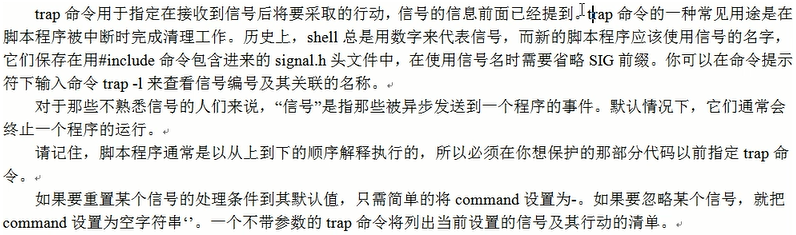 trap 命令用于指定在接收到信号后将要采取的行动，信号的信息前面已经提到。trap 命令的一种常见用途是在
脚本程序被中断时完成清理工作。历史上，shell 总是用数字来代表信号，而新的脚本程序应该使用信号的名字，
它们保存在用#include 命令包含进来的 signal.h 头文件中，在使用信号名时需要省略 SIG 前缀。你可以在命令提示
符下输入命令 trap -l 来查看信号编号及其关联的名称。
对于那些不熟悉信号的人们来说，“信号”是指那些被异步发送到一个程序的事件。默认情况下，它们通常会
终止一个程序的运行。
请记住，脚本程序通常是以从上到下的顺序解释执行的，所以必须在你想保护的那部分代码以前指定 trap 命
令。
如果要重置某个信号的处理条件到其默认值，只需简单的将 command 设置为-。如果要忽略某个信号，就把
command 设置为空字符串‘’。一个不带参数的 trap 命令将列出当前设置的信号及其行动的清单。